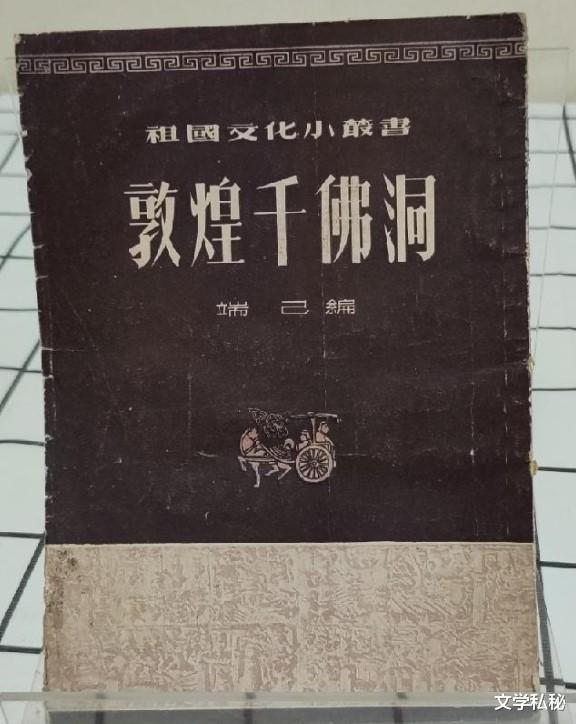 祖國文化小叢書
敦煌千佛洞
端己編
文学私秘